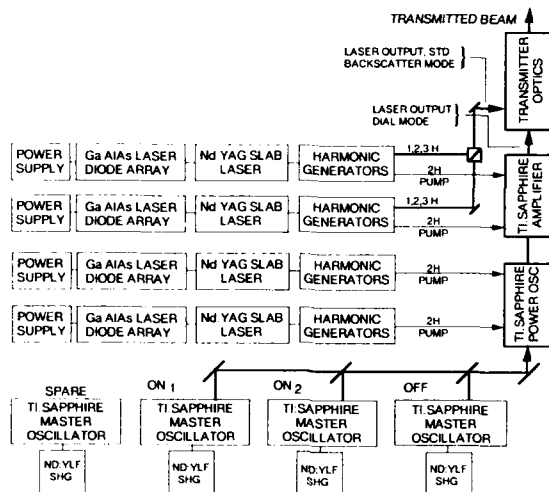 TRANSMITTED BEAM
LASER OUTPUT, STD
BACKSCATTER MODE
TRANSMITTER
OPTICS
LASER OUTPUT
DIAL MODE
POWER
SUPPLY
Ga AlAs LASER
DIODE ARRAY
Nd YAG SLAB
LASER
HARMONIC
GENERATORS
1,2,3 H
2H
PUMP
TI.SAPPHIRE
AMPLIFIER
POWER
SUPPLY
Ga AlAs LASER
DIODE ARRAY
Nd YAG SLAB
LASER
HARMONIC
GENERATORS
1,2,3 H
2H
PUMP
POWER
SUPPLY
Ga AlAs LASER
DIODE ARRAY
Nd YAG SLAB
LASER
HARMONIC
GENERATORS
2H
PUMP
TI.SAPPHIRE
POWER OSC
POWER
SUPPLY
Ga AlAs LASER
DIODE ARRAY
Nd YAG SLAB
LASER
HARMONIC
GENERATORS
2H
PUMP
SPARE
ON 1
ON 2
OFF
TI.SAPPHIRE
MASTER
OSCILLATOR
TI.SAPPHIRE
MASTER
OSCILLATOR
TI.SAPPHIRE
MASTER
OSCILLATOR
TI.SAPPHIRE
MASTER
OSCILLATOR
ND:YLF
SHG
ND:YLF
SHG
ND:YLF
SHG
ND:YLF
SHG